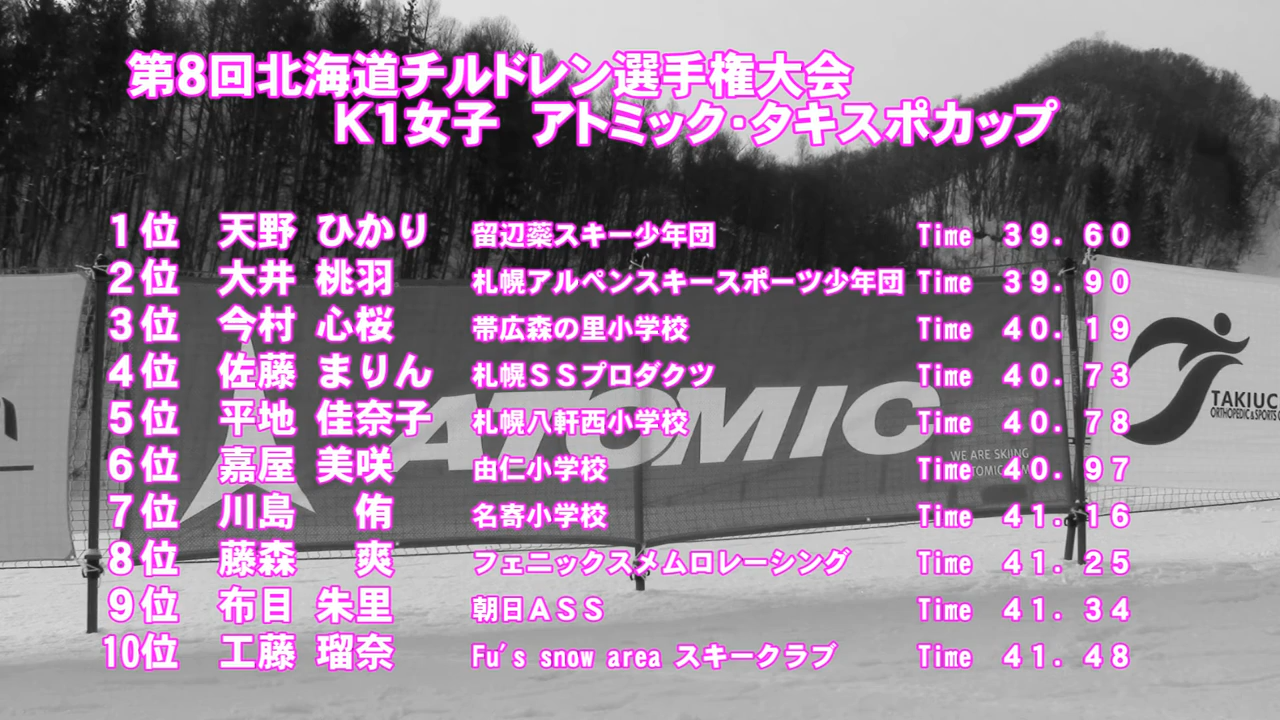 第8回北海道チルドレン選手権大会
K1女子 アトミック・タキスポカップ
1位 天野 ひかり 留辺蘂スキー少年団 Time 39. 60
2位 大井 桃羽 札幌アルペンスキースポーツ少年団 Time 39. 90
3位 今村 心桜 帯広森の里小学校 Time 40. 19
4位 佐藤 まりん 札幌SSプロダクツ Time 40. 73
5位 平地 佳奈子 札幌八軒西小学校 Time 40. 78
6位 嘉屋 美咲 由仁小学校 Time 40. 97
7位 川島 侑 名寄小学校 Time 41. 16
8位 藤森 爽 フェニックスメムロレーシング Time 41. 25
9位 布目 朱里 朝日ASS Time 41. 34
10位 工藤 瑠奈 Fu's snow area スキークラブ Time 41. 48
ATOMIC
WE ARE SKIING
TAKIUC
ORTHOPEDIC & SPORTS